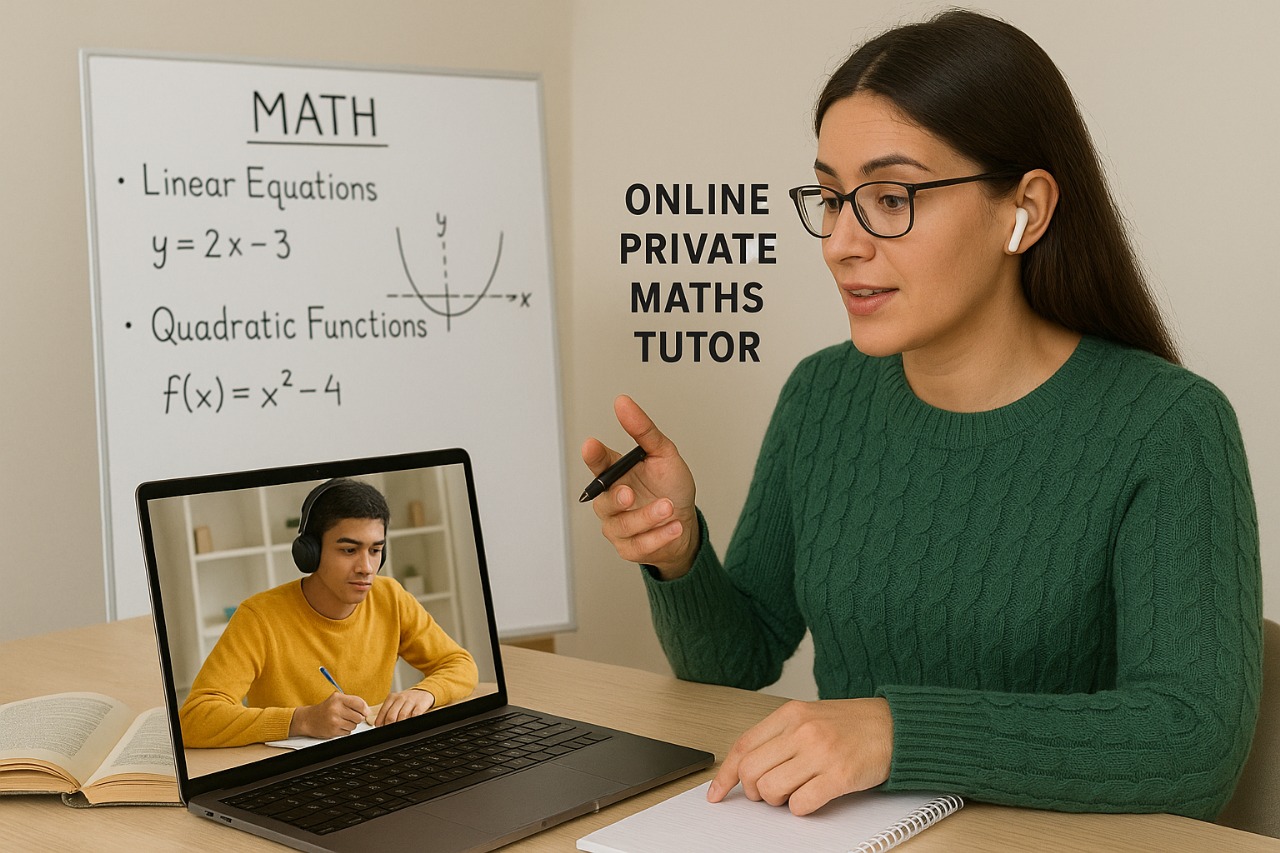 MATH
• Linear Equations
y = 2x – 3
y
x
• Quadratic Functions
f(x) = x² – 4
ONLINE
PRIVATE
MATHS
TUTOR